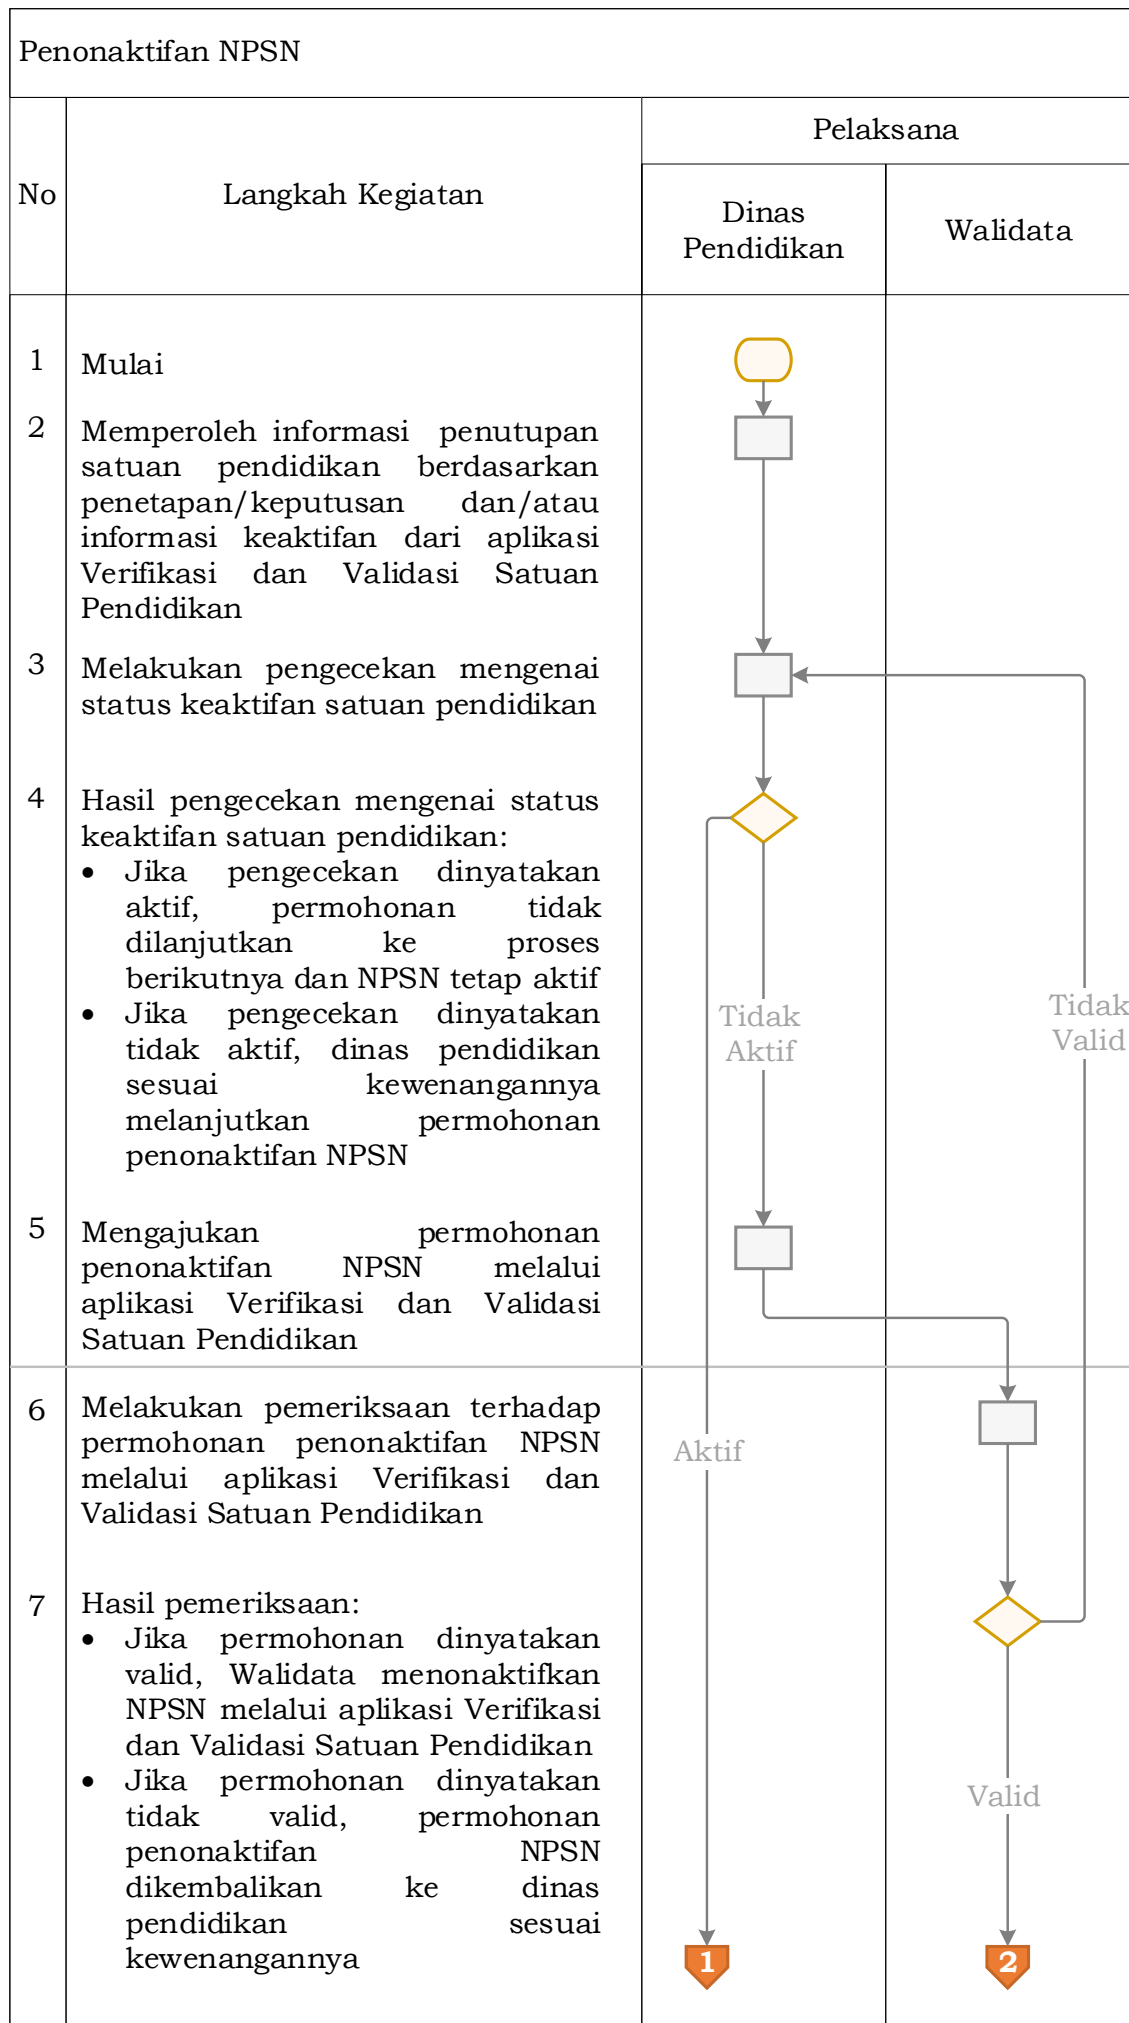 Penonaktifan NPSN
No
Langkah Kegiatan
Pelaksana
Dinas
Pendidikan
Walidata
1
Mulai
2
Memperoleh informasi penutupan
satuan pendidikan berdasarkan
penetapan/keputusan dan/atau
informasi keaktifan dari aplikasi
Verifikasi dan Validasi Satuan
Pendidikan
3
Melakukan pengecekan mengenai
status keaktifan satuan pendidikan
4
Hasil pengecekan mengenai status
keaktifan satuan pendidikan:
• Jika pengecekan dinyatakan
aktif, permohonan tidak
dilanjutkan ke proses
berikutnya dan NPSN tetap aktif
• Jika pengecekan dinyatakan
tidak aktif, dinas pendidikan
sesuai kewenangannya
melanjutkan permohonan
penonaktifan NPSN
Tidak
Aktif
Tidak
Valid
5
Mengajukan permohonan
penonaktifan NPSN melalui
aplikasi Verifikasi dan Validasi
Satuan Pendidikan
6
Melakukan pemeriksaan terhadap
permohonan penonaktifan NPSN
melalui aplikasi Verifikasi dan
Validasi Satuan Pendidikan
Aktif
7
Hasil pemeriksaan:
• Jika permohonan dinyatakan
valid, Walidata menonaktifkan
NPSN melalui aplikasi Verifikasi
dan Validasi Satuan Pendidikan
• Jika permohonan dinyatakan
tidak valid, permohonan
penonaktifan NPSN
dikembalikan ke dinas
pendidikan sesuai
kewenangannya
Valid
1
2